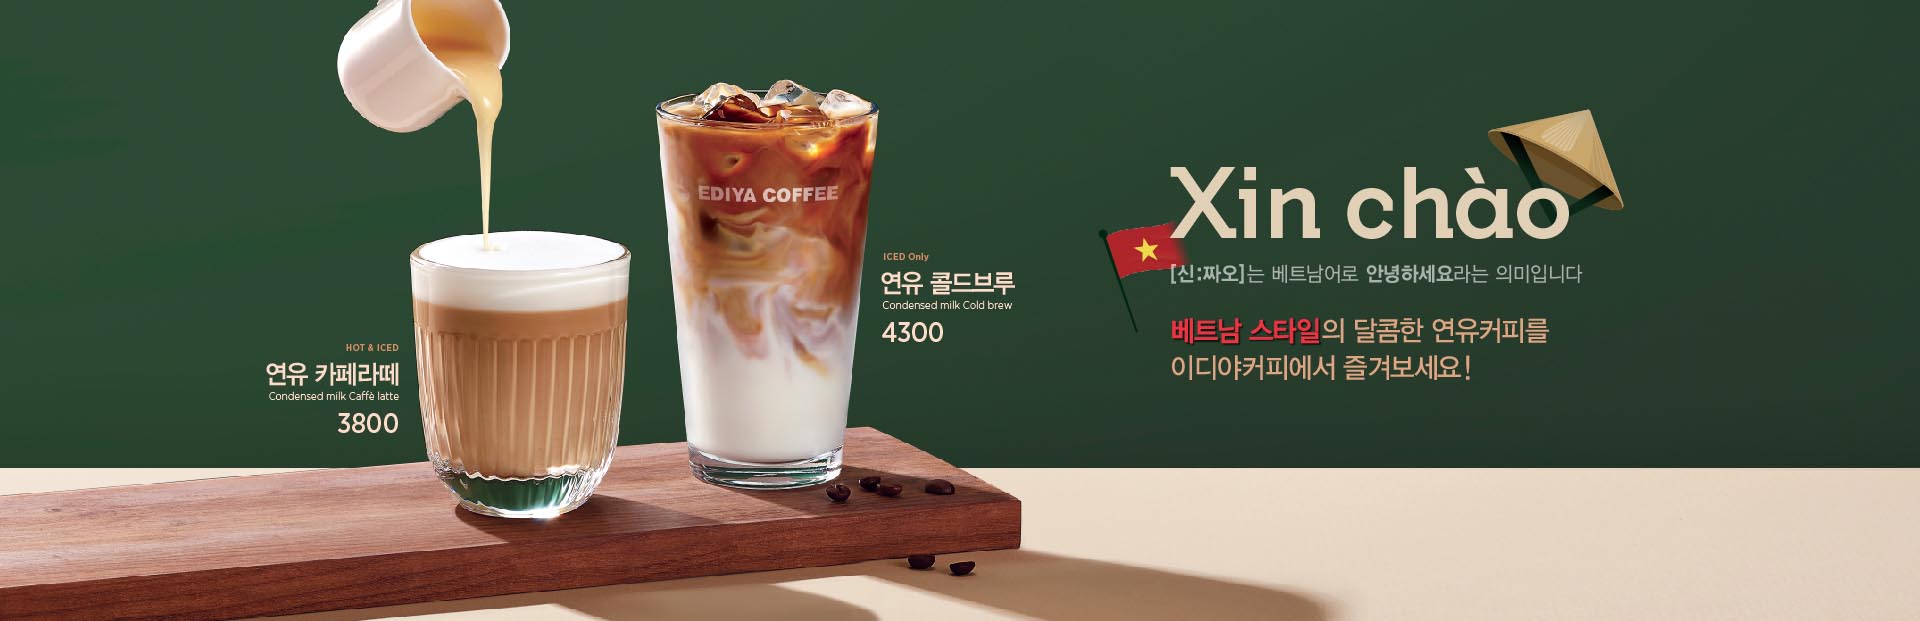 EDIYA COFFEE
HOT & ICED
연유 카페라떼
Condensed milk Caffè latte
3800
ICED Only
연유 콜드브루
Condensed milk Cold brew
4300
Xin chào
[신:짜오]는 베트남어로 안녕하세요라는 의미입니다
베트남 스타일의 달콤한 연유커피를
이디야커피에서 즐겨보세요!